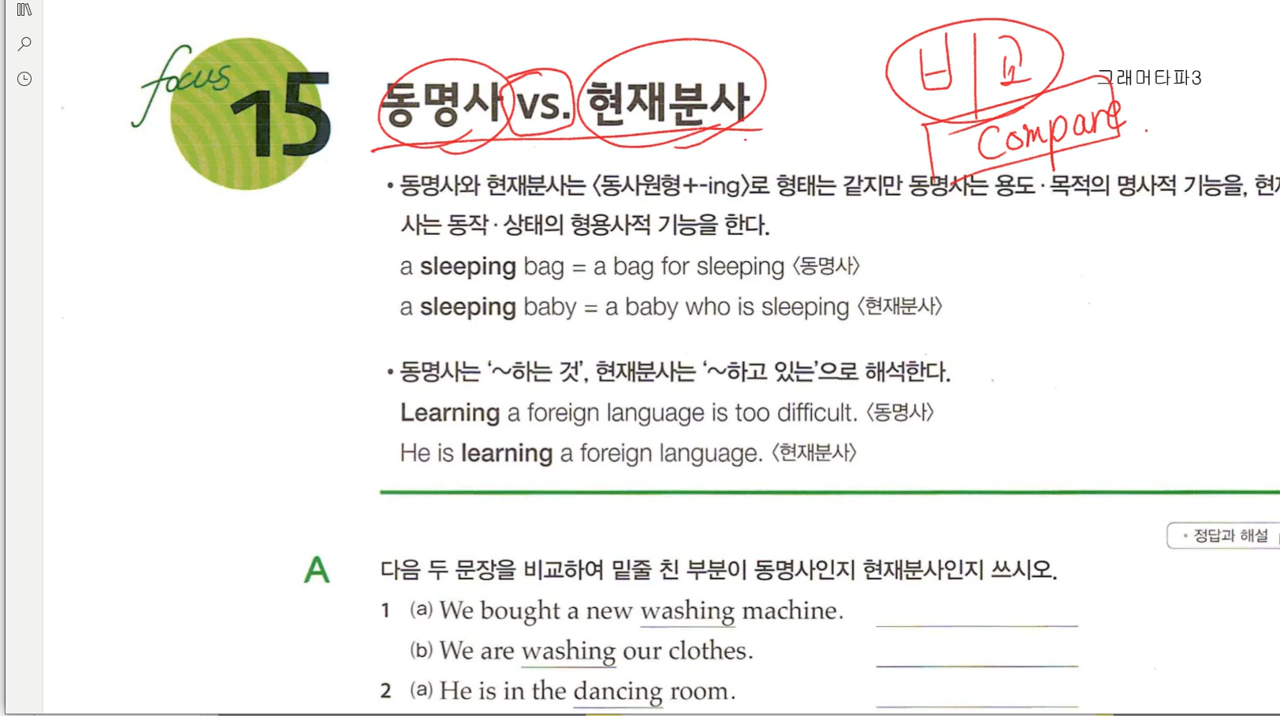 focus
15
동명사 vs. 현재분사
비교
그래머타파3
Compare
• 동명사와 현재분사는 〈동사원형+-ing〉로 형태는 같지만 동명사는 용도·목적의 명사적 기능을, 현재
사는 동작·상태의 형용사적 기능을 한다.
a sleeping bag = a bag for sleeping 〈동명사〉
a sleeping baby = a baby who is sleeping 〈현재분사〉
• 동명사는 ‘~하는 것’, 현재분사는 ‘~하고 있는’으로 해석한다.
Learning a foreign language is too difficult. 〈동명사〉
He is learning a foreign language. 〈현재분사〉
• 정답과 해설
A 다음 두 문장을 비교하여 밑줄 친 부분이 동명사인지 현재분사인지 쓰시오.
1 (a) We bought a new washing machine.
(b) We are washing our clothes.
2 (a) He is in the dancing room.